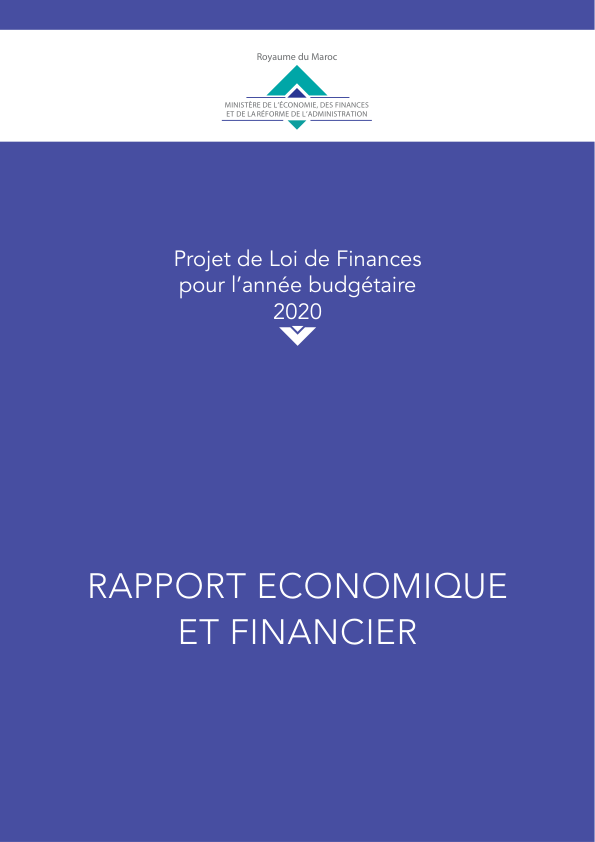 Royaume du Maroc
MINISTÈRE DE L'ÉCONOMIE, DES FINANCES
ET DE LA RÉFORME DE L'ADMINISTRATION
Projet de Loi de Finances
pour l'année budgétaire
2020
RAPPORT ECONOMIQUE
ET FINANCIER